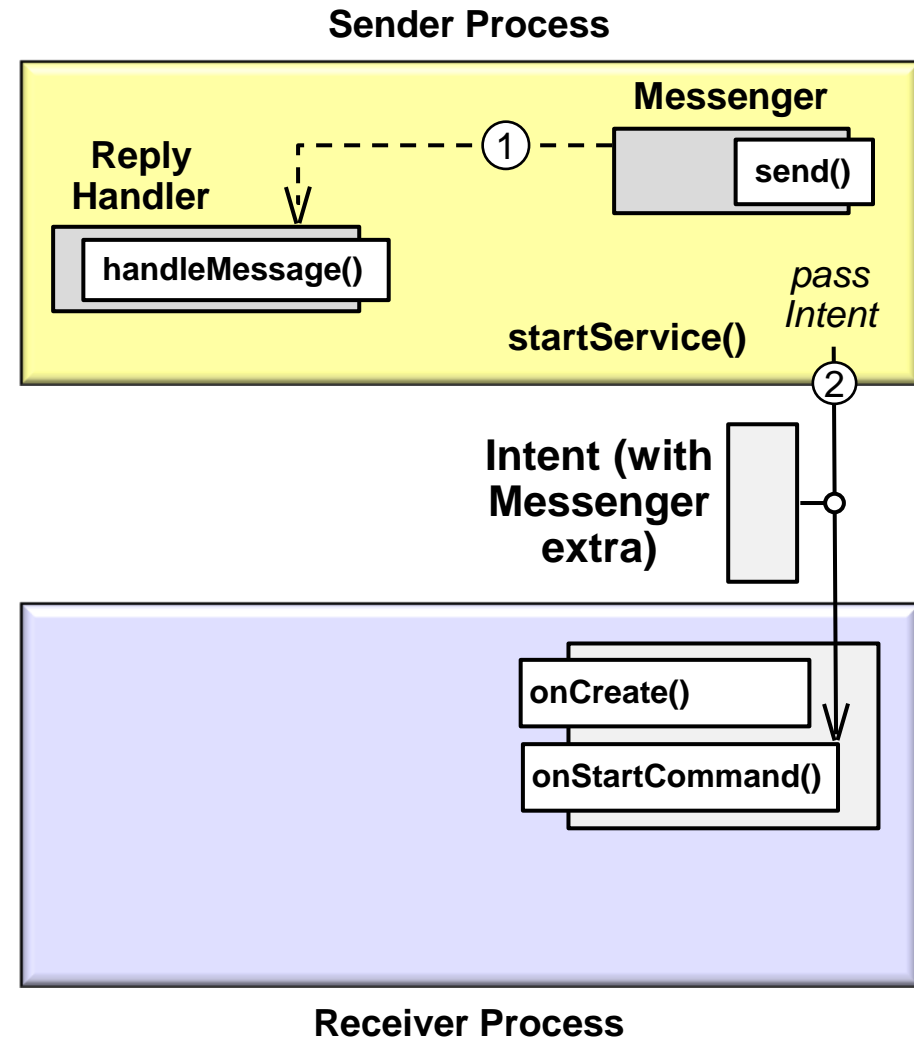 Sender Process
Messenger
1
send()
Reply
Handler
handleMessage()
pass
Intent
startService()
2
Intent (with
Messenger
extra)
onCreate()
onStartCommand()
Receiver Process